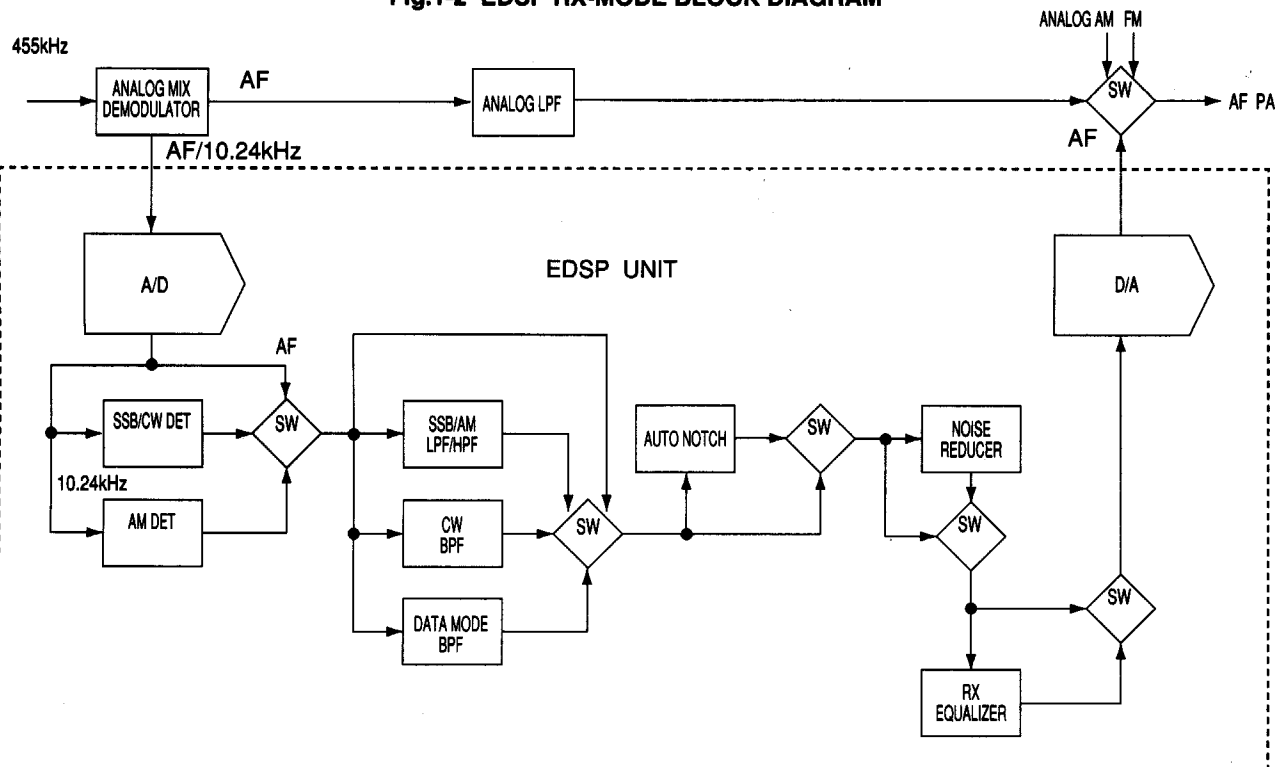 Fig.1-2 EDSP RX-MODE BLOCK DIAGRAM
ANALOG AM FM
455kHz
ANALOG MIX
DEMODULATOR
AF
ANALOG LPF
SW
AF PA
AF/10.24kHz
AF
A/D
EDSP UNIT
D/A
AF
SSB/CW DET
SW
SSB/AM
LPF/HPF
AUTO NOTCH
SW
NOISE
REDUCER
10.24kHz
AM DET
CW
BPF
SW
SW
DATA MODE
BPF
SW
RX
EQUALIZER